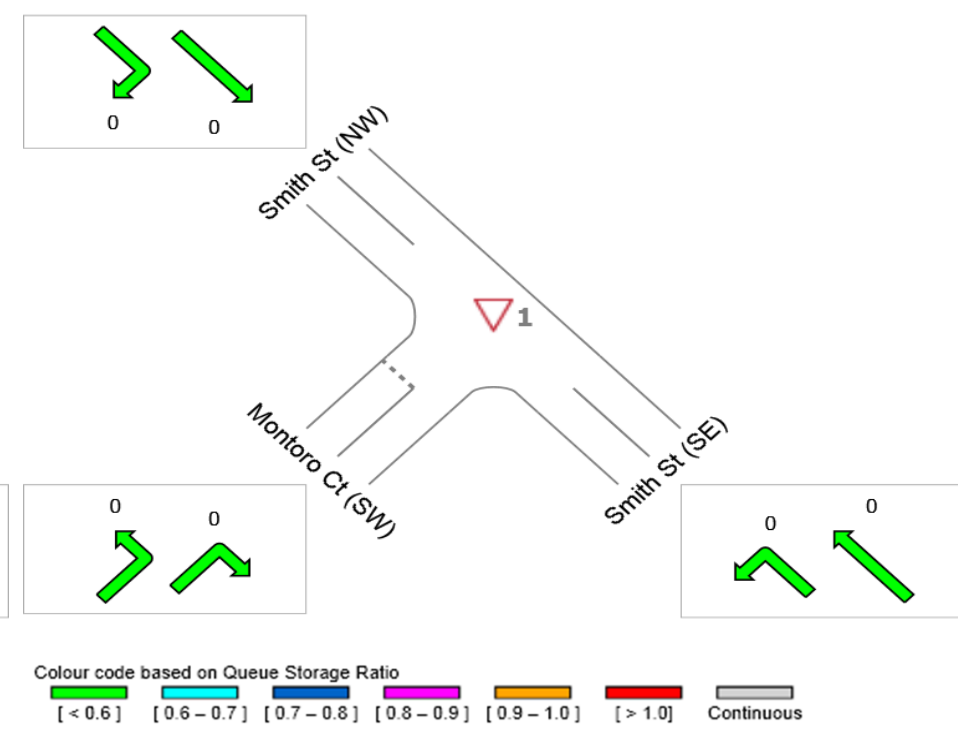 0 0
Smith St (NW)
1
Montoro Ct (SW)
Smith St (SE)
0 0
0 0
Colour code based on Queue Storage Ratio
[ < 0.6 ] [ 0.6 – 0.7 ] [ 0.7 – 0.8 ] [ 0.8 – 0.9 ] [ 0.9 – 1.0 ] [ > 1.0] Continuous